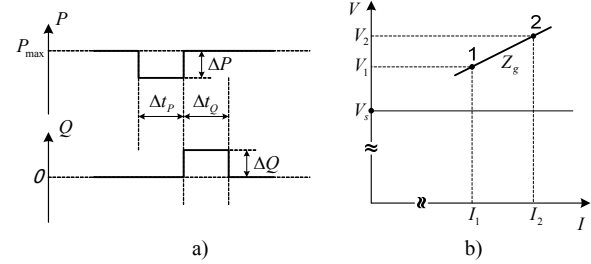 P
P_max
ΔP
Δt_P
Δt_Q
Q
ΔQ
0
a)
V
V_2
V_1
V_s
1
2
Z_g
I_1
I_2
I
b)